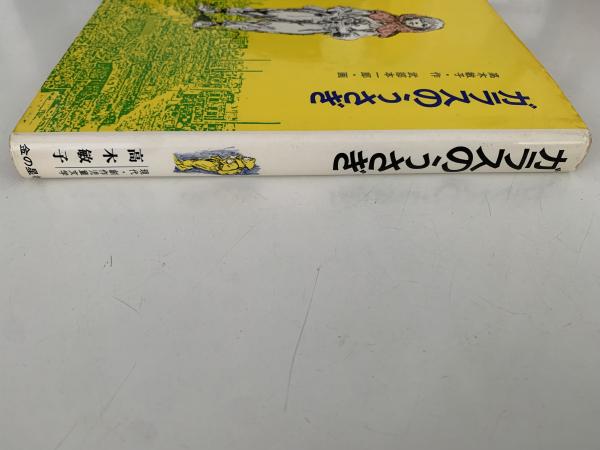 ガラスのうさぎ
高木敏子・作 武部本一郎・画
ガラスのうさぎ
現代・創作児童文学
高木敏子
金の星